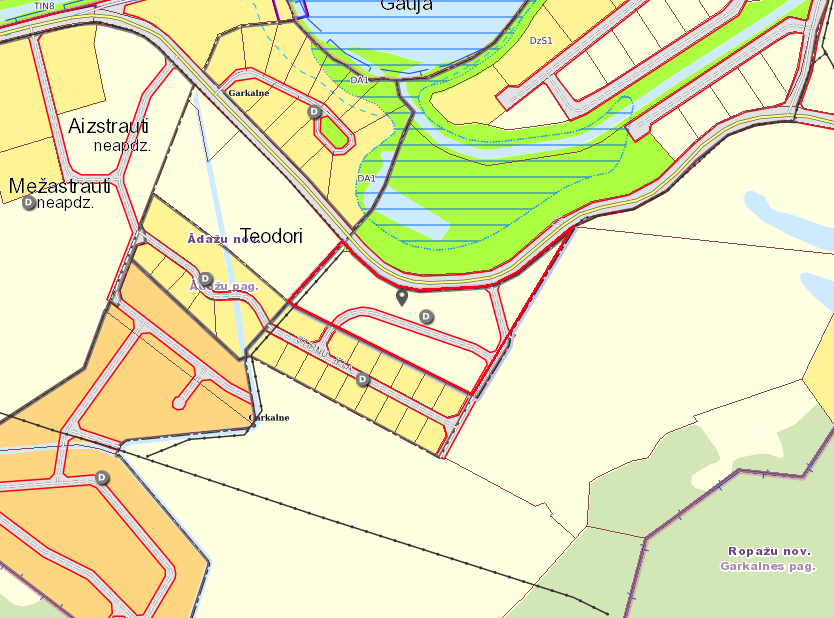 TIN8
Gauja
DzS1
DA1
Garkalne
D
Aizstrauti
neapdz.
DA1
Mežastrauti
neapdz.
D
Teodori
Ādažu nov.
Ādažu pag.
D
D
D
Garkalne
D
Ropažu nov.
Garkalnes pag.